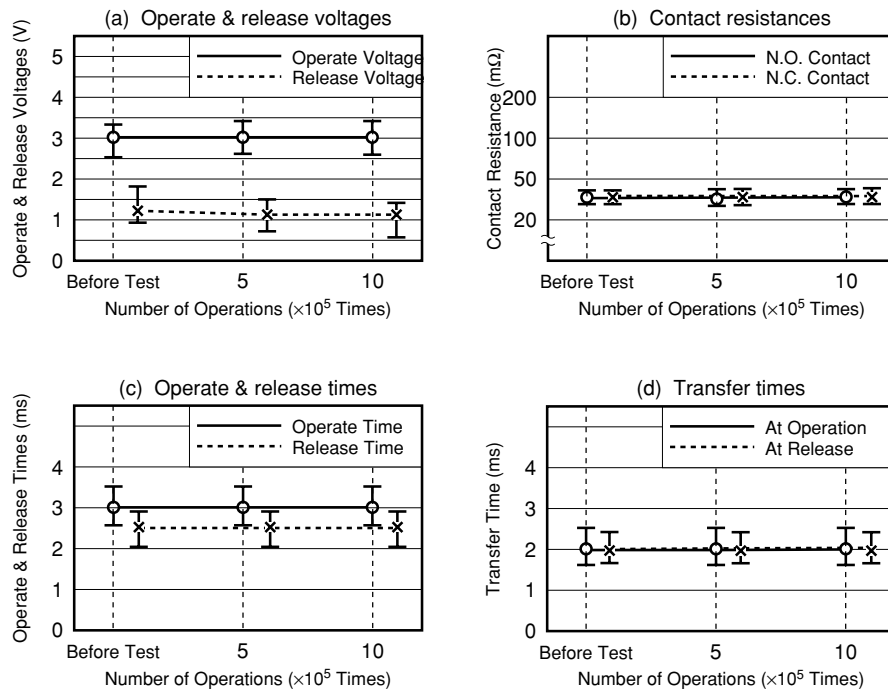 (a) Operate & release voltages
Operate & Release Voltages (V)
5
4
3
2
1
0
Operate Voltage
Release Voltage
Before Test
5
10
Number of Operations (×10⁵ Times)
(b) Contact resistances
Contact Resistance (mΩ)
200
100
50
20
N.O. Contact
N.C. Contact
Before Test
5
10
Number of Operations (×10⁵ Times)
(c) Operate & release times
Operate & Release Times (ms)
4
3
2
1
0
Operate Time
Release Time
Before Test
5
10
Number of Operations (×10⁵ Times)
(d) Transfer times
Transfer Time (ms)
4
3
2
1
0
At Operation
At Release
Before Test
5
10
Number of Operations (×10⁵ Times)